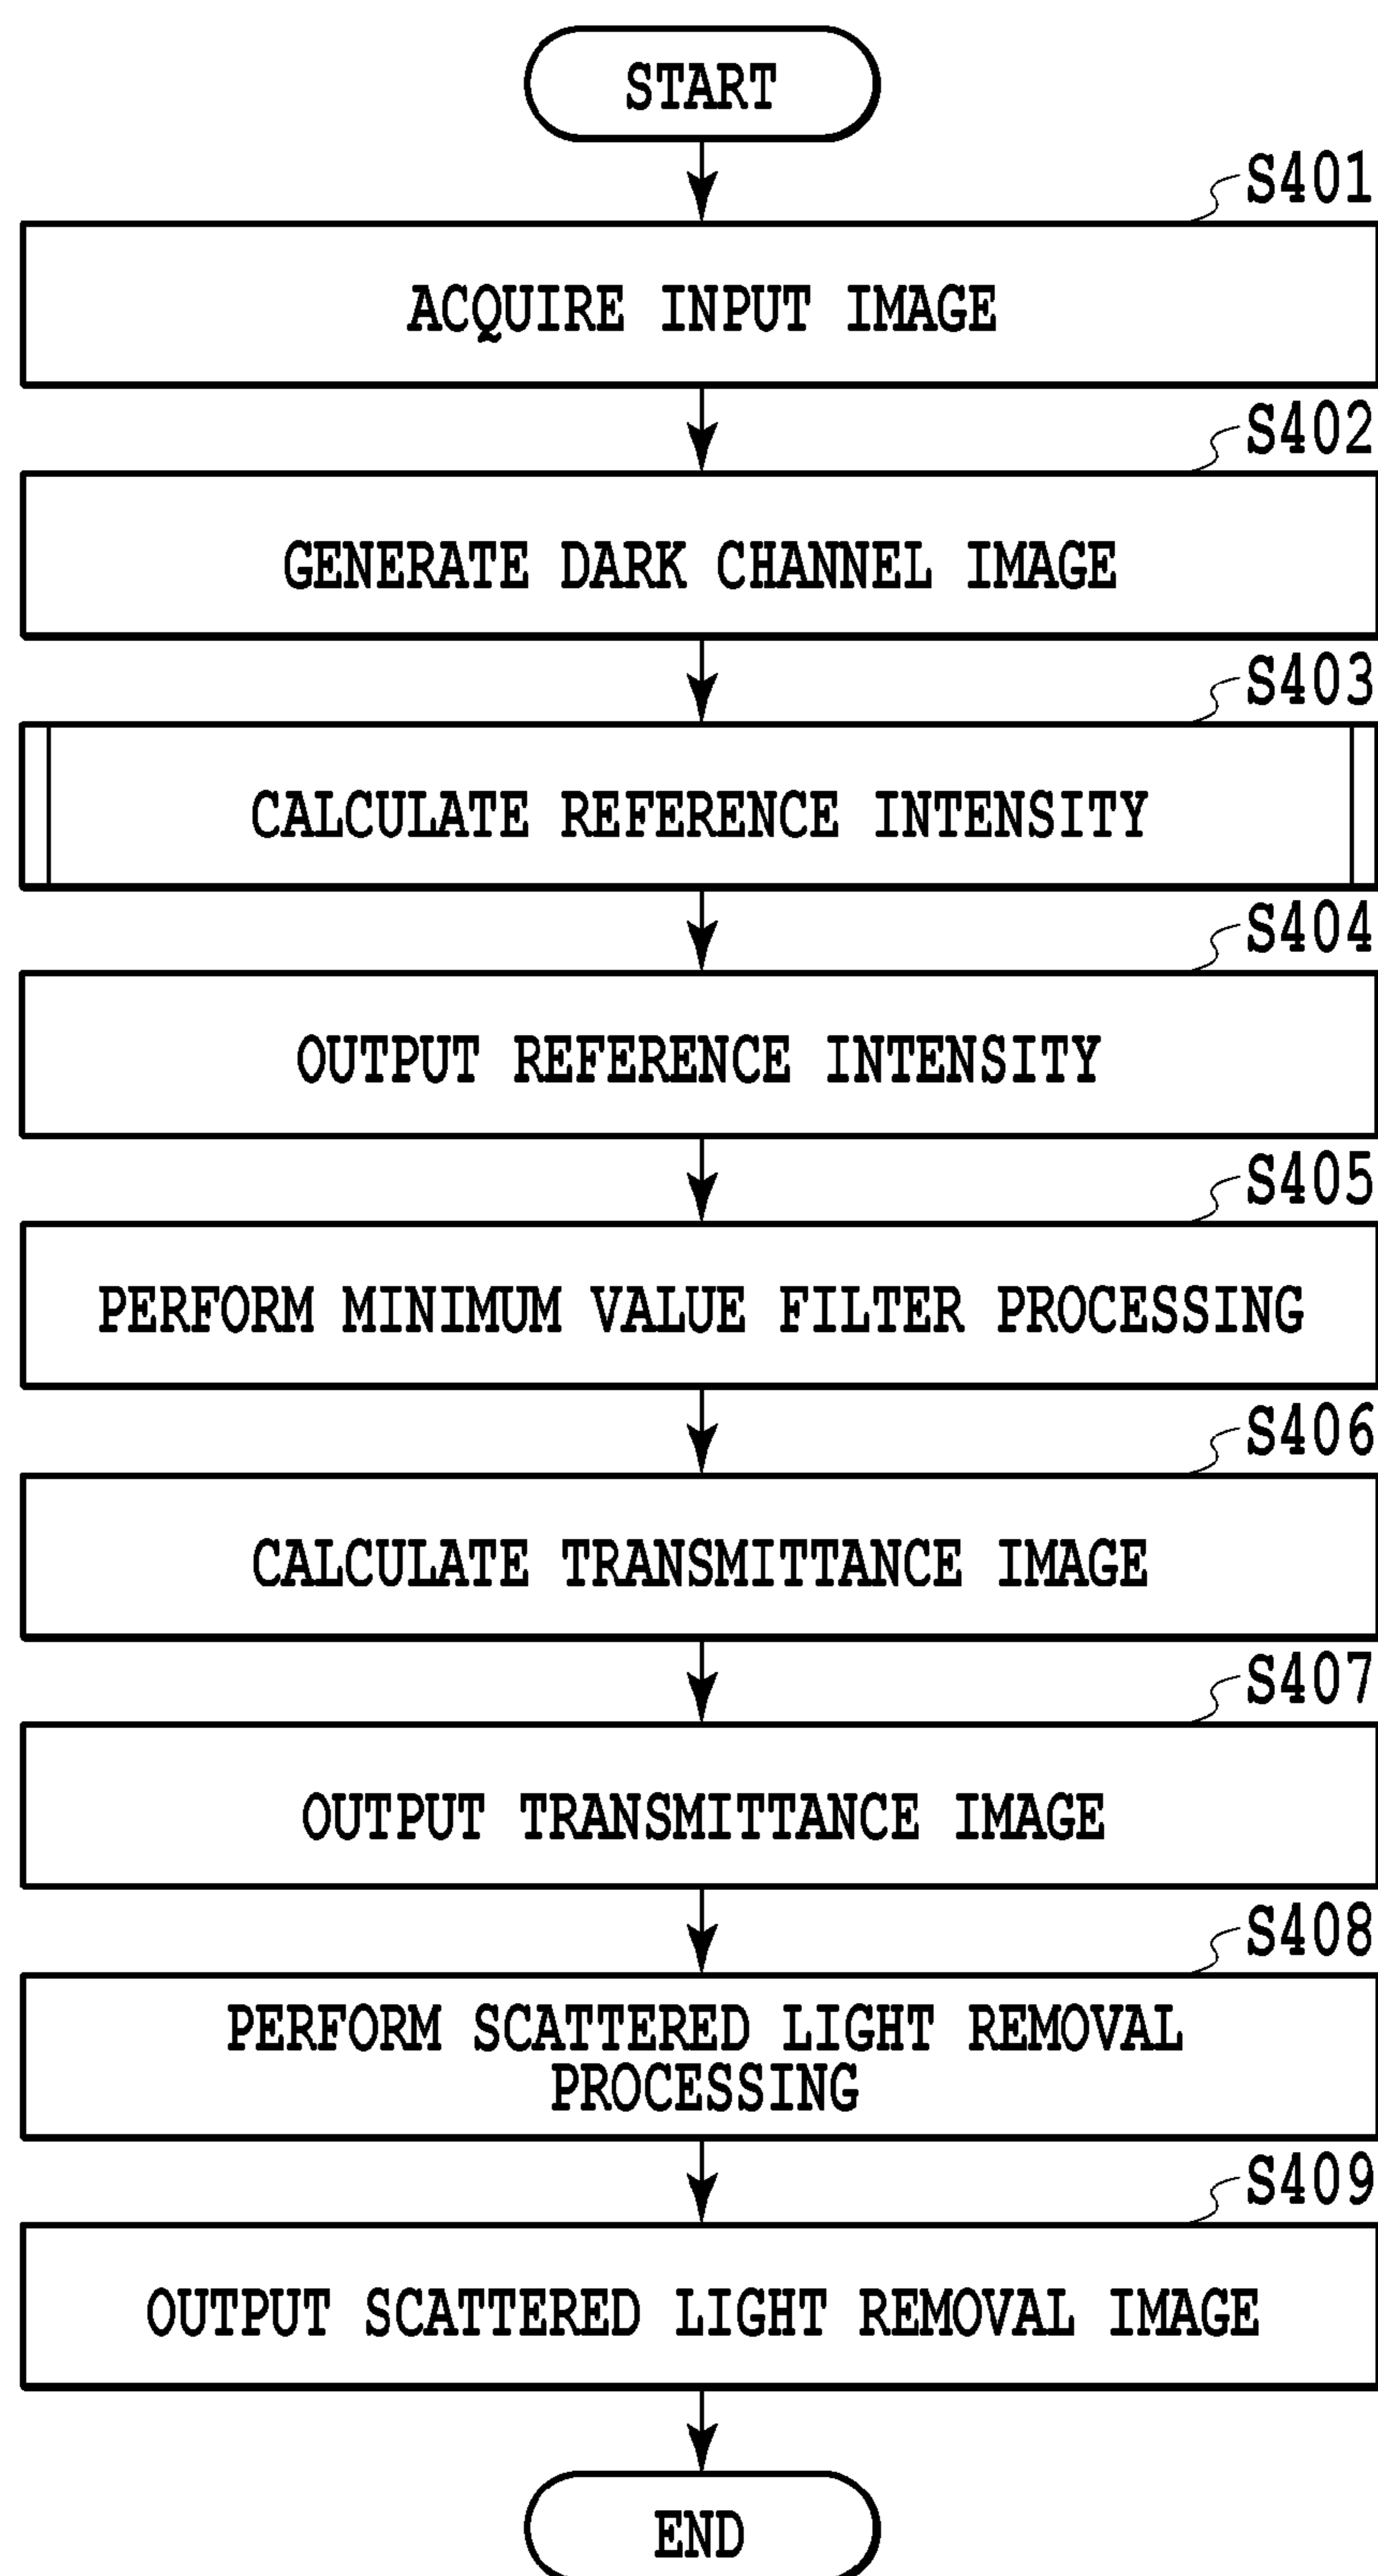 START
S401
ACQUIRE INPUT IMAGE
S402
GENERATE DARK CHANNEL IMAGE
S403
CALCULATE REFERENCE INTENSITY
S404
OUTPUT REFERENCE INTENSITY
S405
PERFORM MINIMUM VALUE FILTER PROCESSING
S406
CALCULATE TRANSMITTANCE IMAGE
S407
OUTPUT TRANSMITTANCE IMAGE
S408
PERFORM SCATTERED LIGHT REMOVAL
PROCESSING
S409
OUTPUT SCATTERED LIGHT REMOVAL IMAGE
END